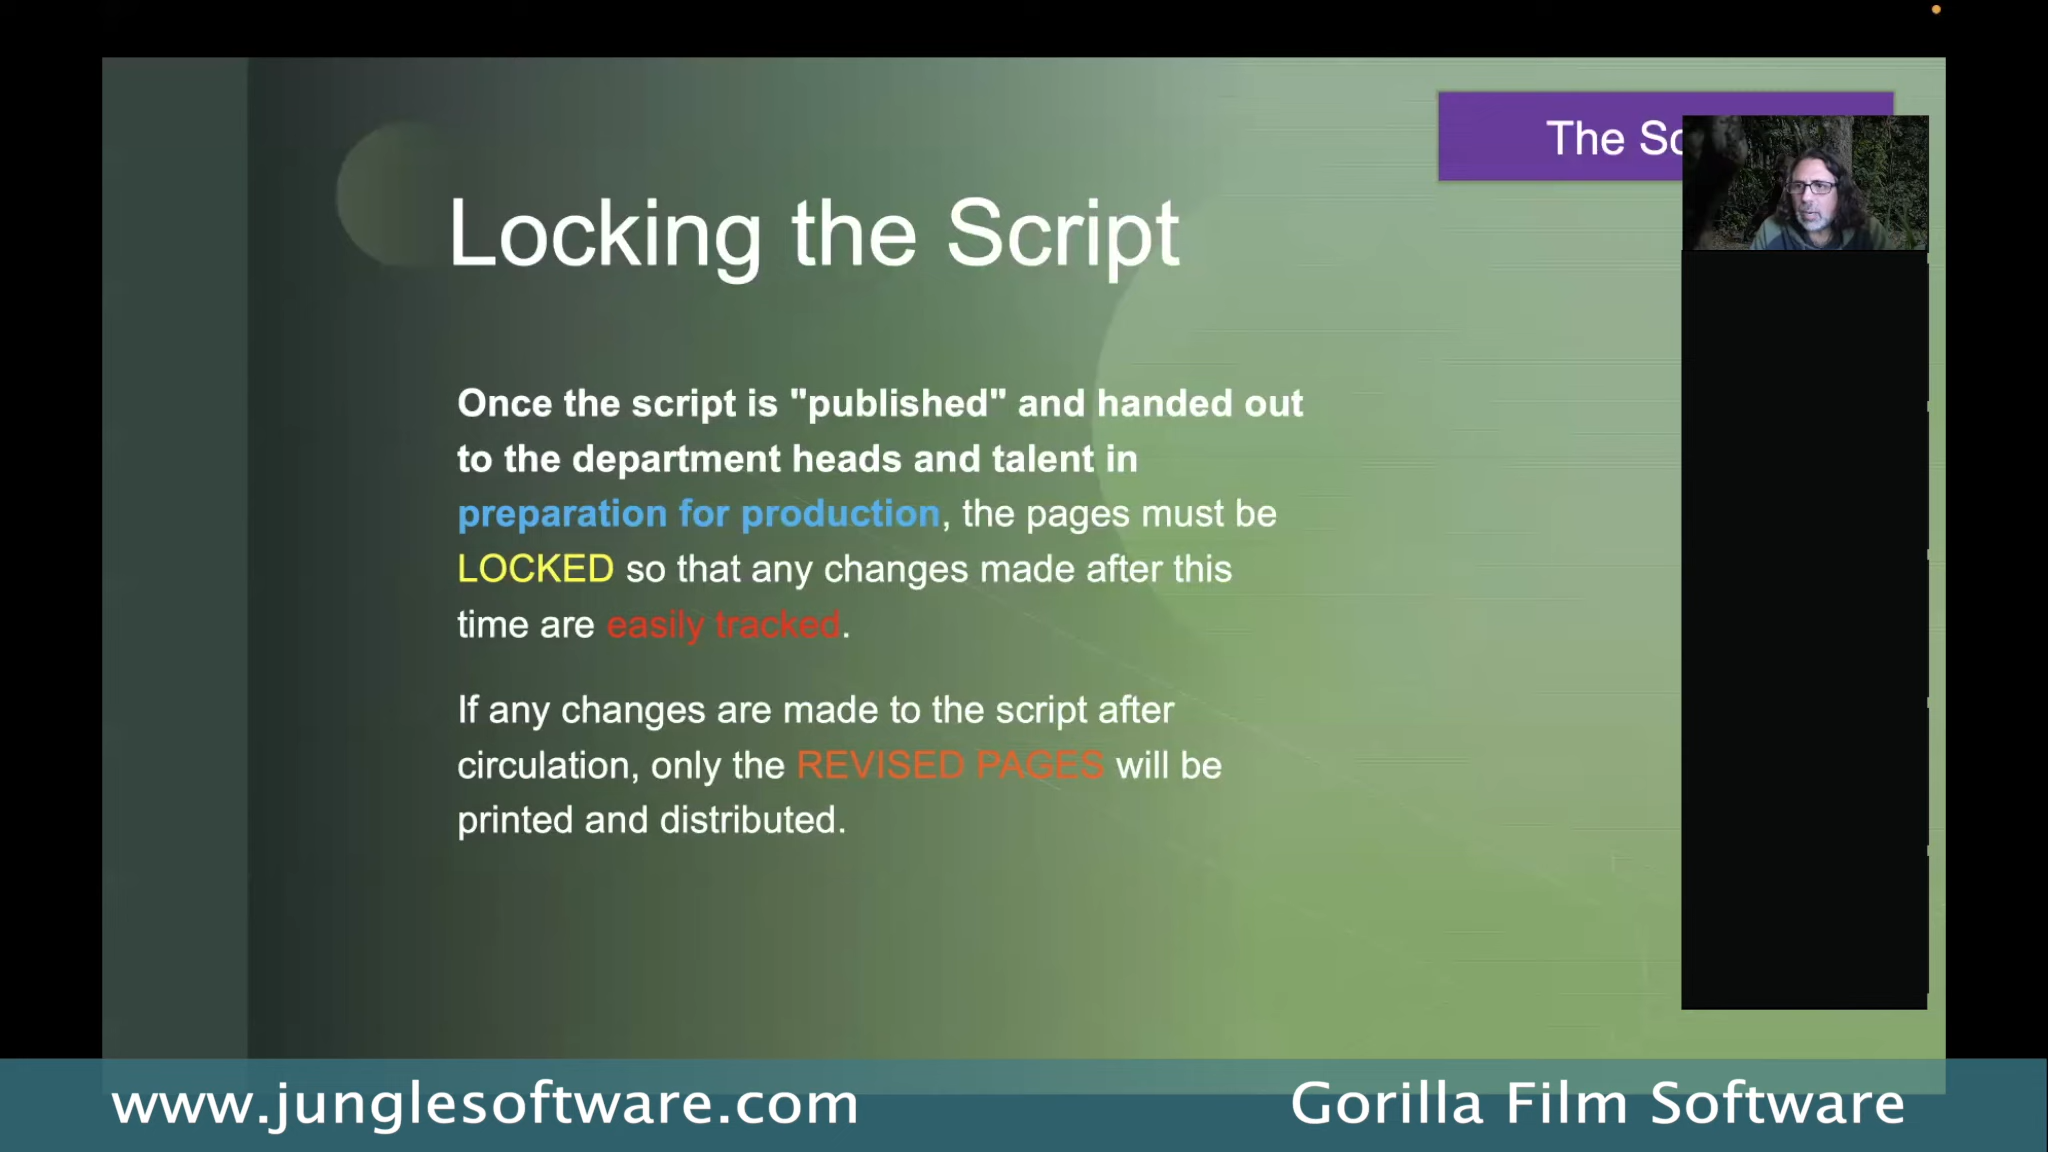 The
Locking the Script
Once the script is "published" and handed out
to the department heads and talent in
preparation for production, the pages must be
LOCKED so that any changes made after this
time are easily tracked.
If any changes are made to the script after
circulation, only the REVISED PAGES will be
printed and distributed.
www.junglesoftware.com
Gorilla Film Software